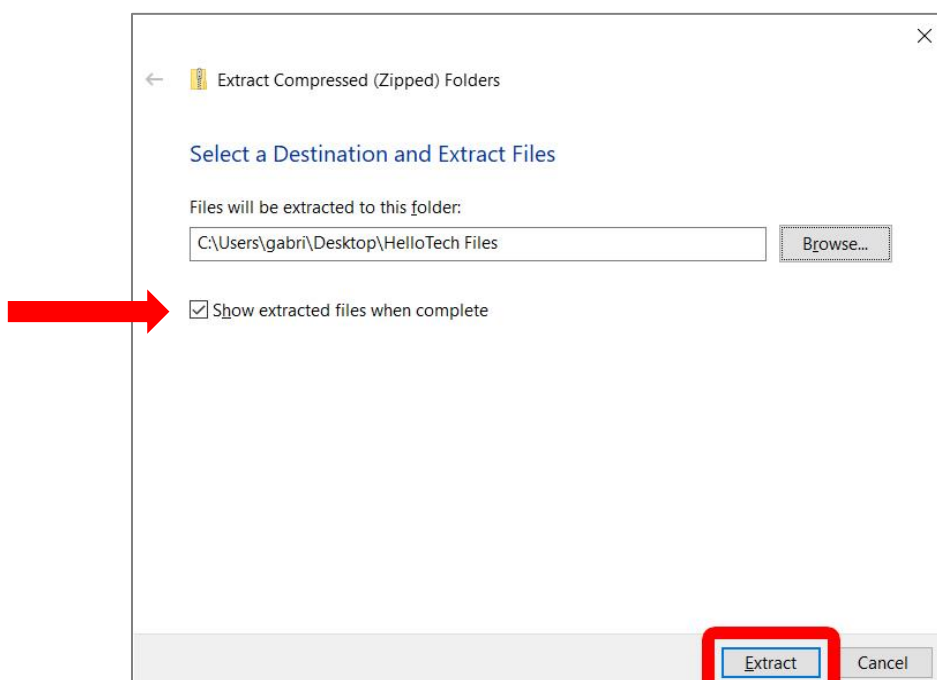 Extract Compressed (Zipped) Folders
Select a Destination and Extract Files
Files will be extracted to this folder:
C:\Users\gabri\Desktop\HelloTech Files
Browse...
Show extracted files when complete
Extract
Cancel